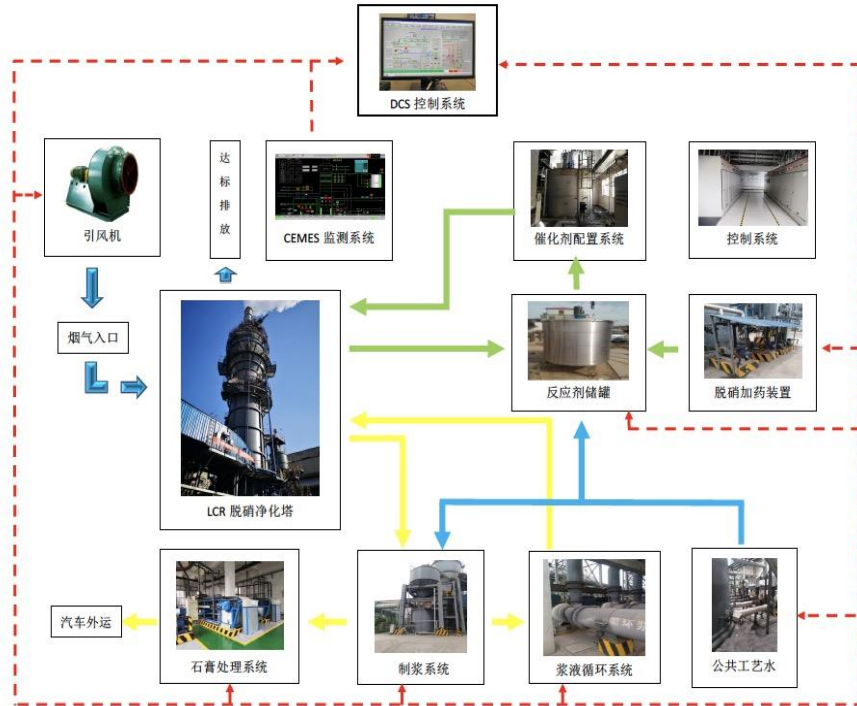 DCS 控制系统
引风机
达标排放
CEMES 监测系统
催化剂配置系统
控制系统
烟气入口
LCR 脱硝净化塔
反应剂储罐
脱硝加药装置
汽车外运
石膏处理系统
制浆系统
浆液循环系统
公共工艺水